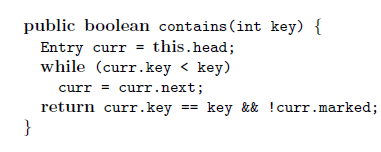 public boolean contains(int key) {
Entry curr = this.head;
while (curr.key < key)
curr = curr.next;
return curr.key == key && !curr.marked;
}